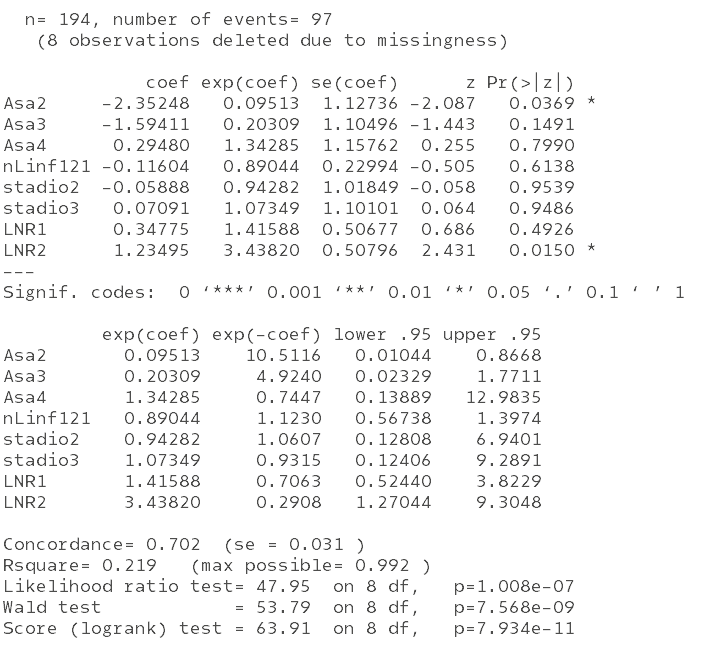 n= 194, number of events= 97
(8 observations deleted due to missingness)
coef exp(coef) se(coef) z Pr(>|z|)
Asa2 -2.35248 0.09513 1.12736 -2.087 0.0369 *
Asa3 -1.59411 0.20309 1.10496 -1.443 0.1491
Asa4 0.29480 1.34285 1.15762 0.255 0.7990
nLinf121 -0.11604 0.89044 0.22994 -0.505 0.6138
stadio2 -0.05888 0.94282 1.01849 -0.058 0.9539
stadio3 0.07091 1.07349 1.10101 0.064 0.9486
LNR1 0.34775 1.41588 0.50677 0.686 0.4926
LNR2 1.23495 3.43820 0.50796 2.431 0.0150 *
---
Signif. codes: 0 ‘***’ 0.001 ‘**’ 0.01 ‘*’ 0.05 ‘.’ 0.1 ‘ ’ 1
exp(coef) exp(-coef) lower .95 upper .95
Asa2 0.09513 10.5116 0.01044 0.8668
Asa3 0.20309 4.9240 0.02329 1.7711
Asa4 1.34285 0.7447 0.13889 12.9835
nLinf121 0.89044 1.1230 0.56738 1.3974
stadio2 0.94282 1.0607 0.12808 6.9401
stadio3 1.07349 0.9315 0.12406 9.2891
LNR1 1.41588 0.7063 0.52440 3.8229
LNR2 3.43820 0.2908 1.27044 9.3048
Concordance= 0.702 (se = 0.031 )
Rsquare= 0.219 (max possible= 0.992 )
Likelihood ratio test= 47.95 on 8 df, p=1.008e-07
Wald test = 53.79 on 8 df, p=7.568e-09
Score (logrank) test = 63.91 on 8 df, p=7.934e-11